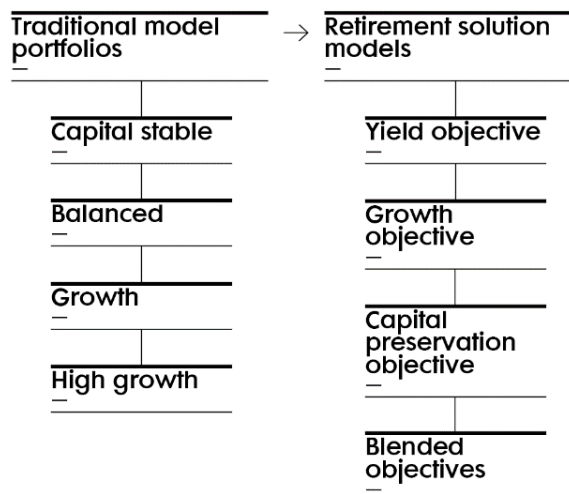 Traditional model
portfolios
→
Retirement solution
models
Capital stable
Balanced
Growth
High growth
Yield objective
Growth
objective
Capital
preservation
objective
Blended
objectives